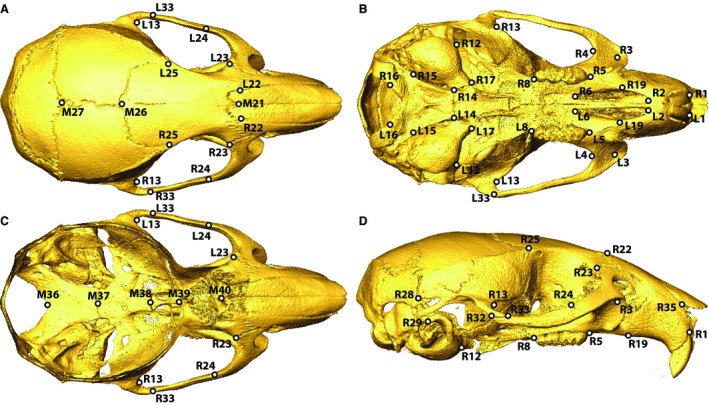 A
L33
L13
L24
L25
L23
L22
M27
M26
M21
R22
R25
R23
R24
R13
R33
B
R13
R12
R4
R3
R16
R15
R17
R8
R5
R14
R6
R19
R2
R1
L14
L6
L2
L1
L16
L15
L17
L8
L5
L19
L12
L4
L3
L13
L33
C
L33
L13
L24
L23
M36
M37
M38
M39
M40
R23
R24
R13
R33
D
R25
R22
R23
R28
R13
R24
R3
R35
R29
R32
R33
R12
R8
R5
R19
R1